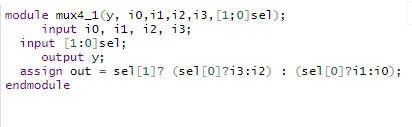 module mux4_1(y, i0,i1,i2,i3,[1;0]sel);
input i0, i1, i2, i3;
input [1:0]sel;
output y;
assign out = sel[1]? (sel[0]?i3:i2) : (sel[0]?i1:i0);
endmodule